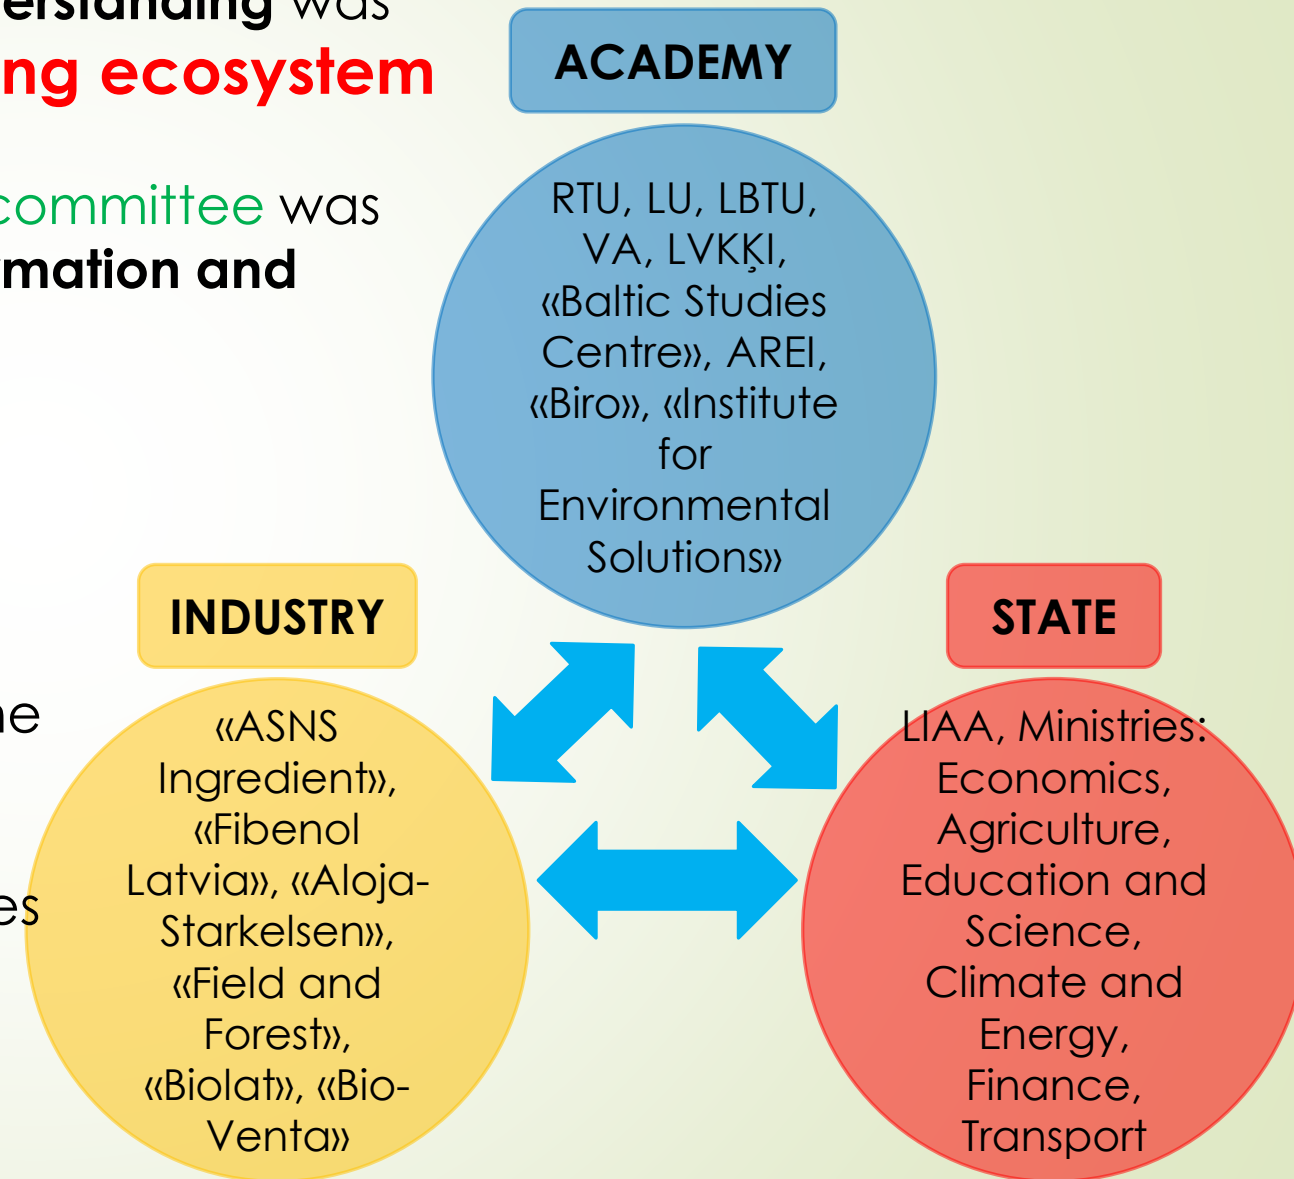 was
ng ecosystem
committee was
and
ACADEMY
RTU, LU, LBTU,
VA, LVKĶI,
«Baltic Studies
Centre», AREI,
«Biro», «Institute
for
Environmental
Solutions»
INDUSTRY
«ASNS
Ingredient»,
«Fibenol
Latvia», «Aloja-
Starkelsen»,
«Field and
Forest»,
«Biolat», «Bio-
Venta»
STATE
LIAA, Ministries:
Economics,
Agriculture,
Education and
Science,
Climate and
Energy,
Finance,
Transport